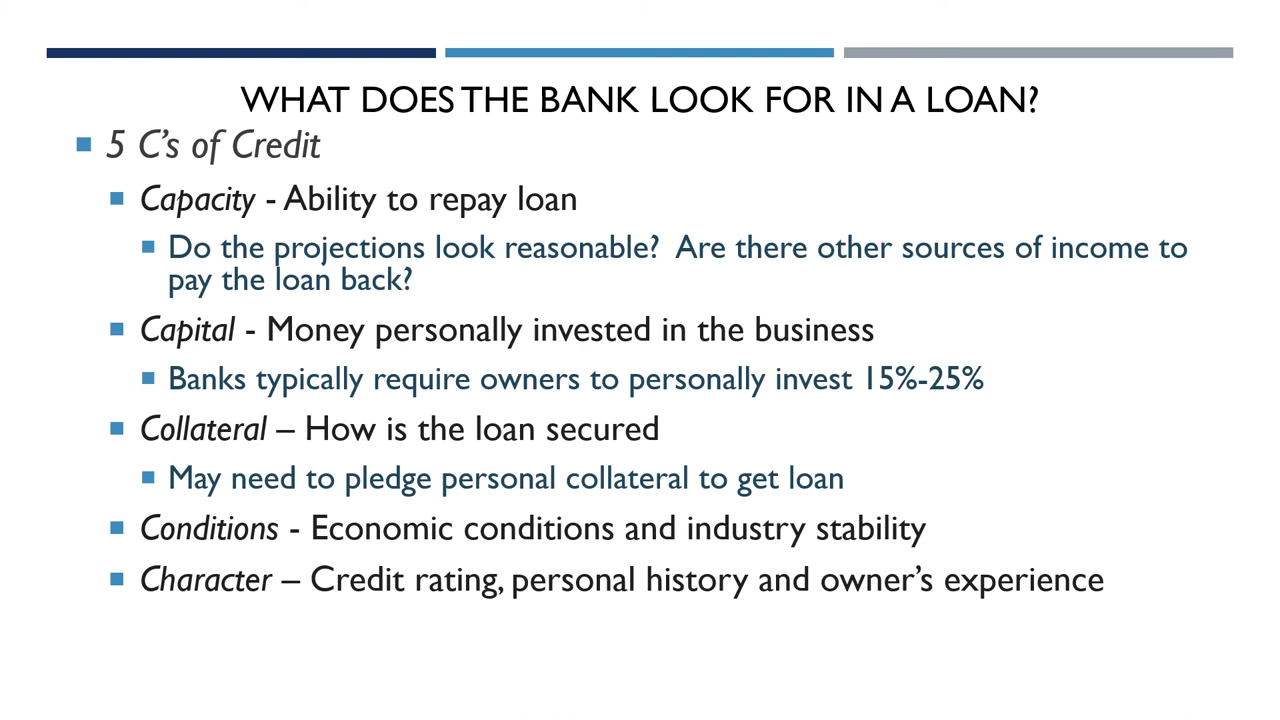 WHAT DOES THE BANK LOOK FOR IN A LOAN?
5 C’s of Credit
Capacity - Ability to repay loan
Do the projections look reasonable?  Are there other sources of income to
pay the loan back?
Capital - Money personally invested in the business
Banks typically require owners to personally invest 15%-25%
Collateral – How is the loan secured
May need to pledge personal collateral to get loan
Conditions - Economic conditions and industry stability
Character – Credit rating, personal history and owner’s experience